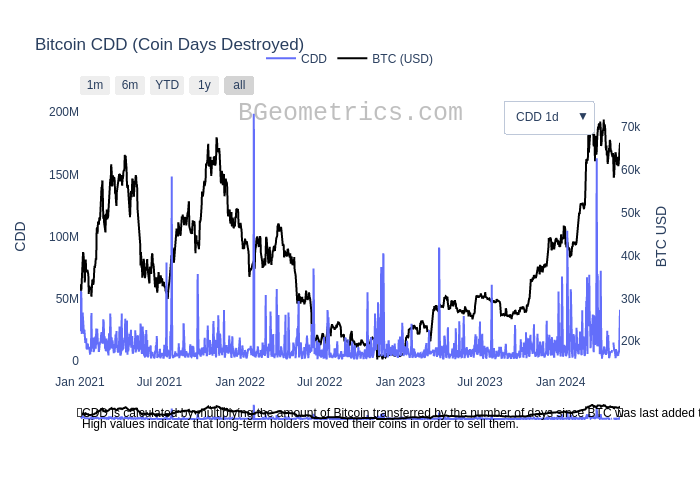 Bitcoin CDD (Coin Days Destroyed)
CDD BTC (USD)
1m 6m YTD 1y all
BGeometrics.com
CDD 1d ▼
200M
150M
100M
50M
0
CDD
70k
60k
50k
40k
30k
20k
BTC USD
Jan 2021 Jul 2021 Jan 2022 Jul 2022 Jan 2023 Jul 2023 Jan 2024
CDD is calculated by multiplying the amount of Bitcoin transferred by the number of days since BTC was last added t
High values indicate that long-term holders moved their coins in order to sell them.